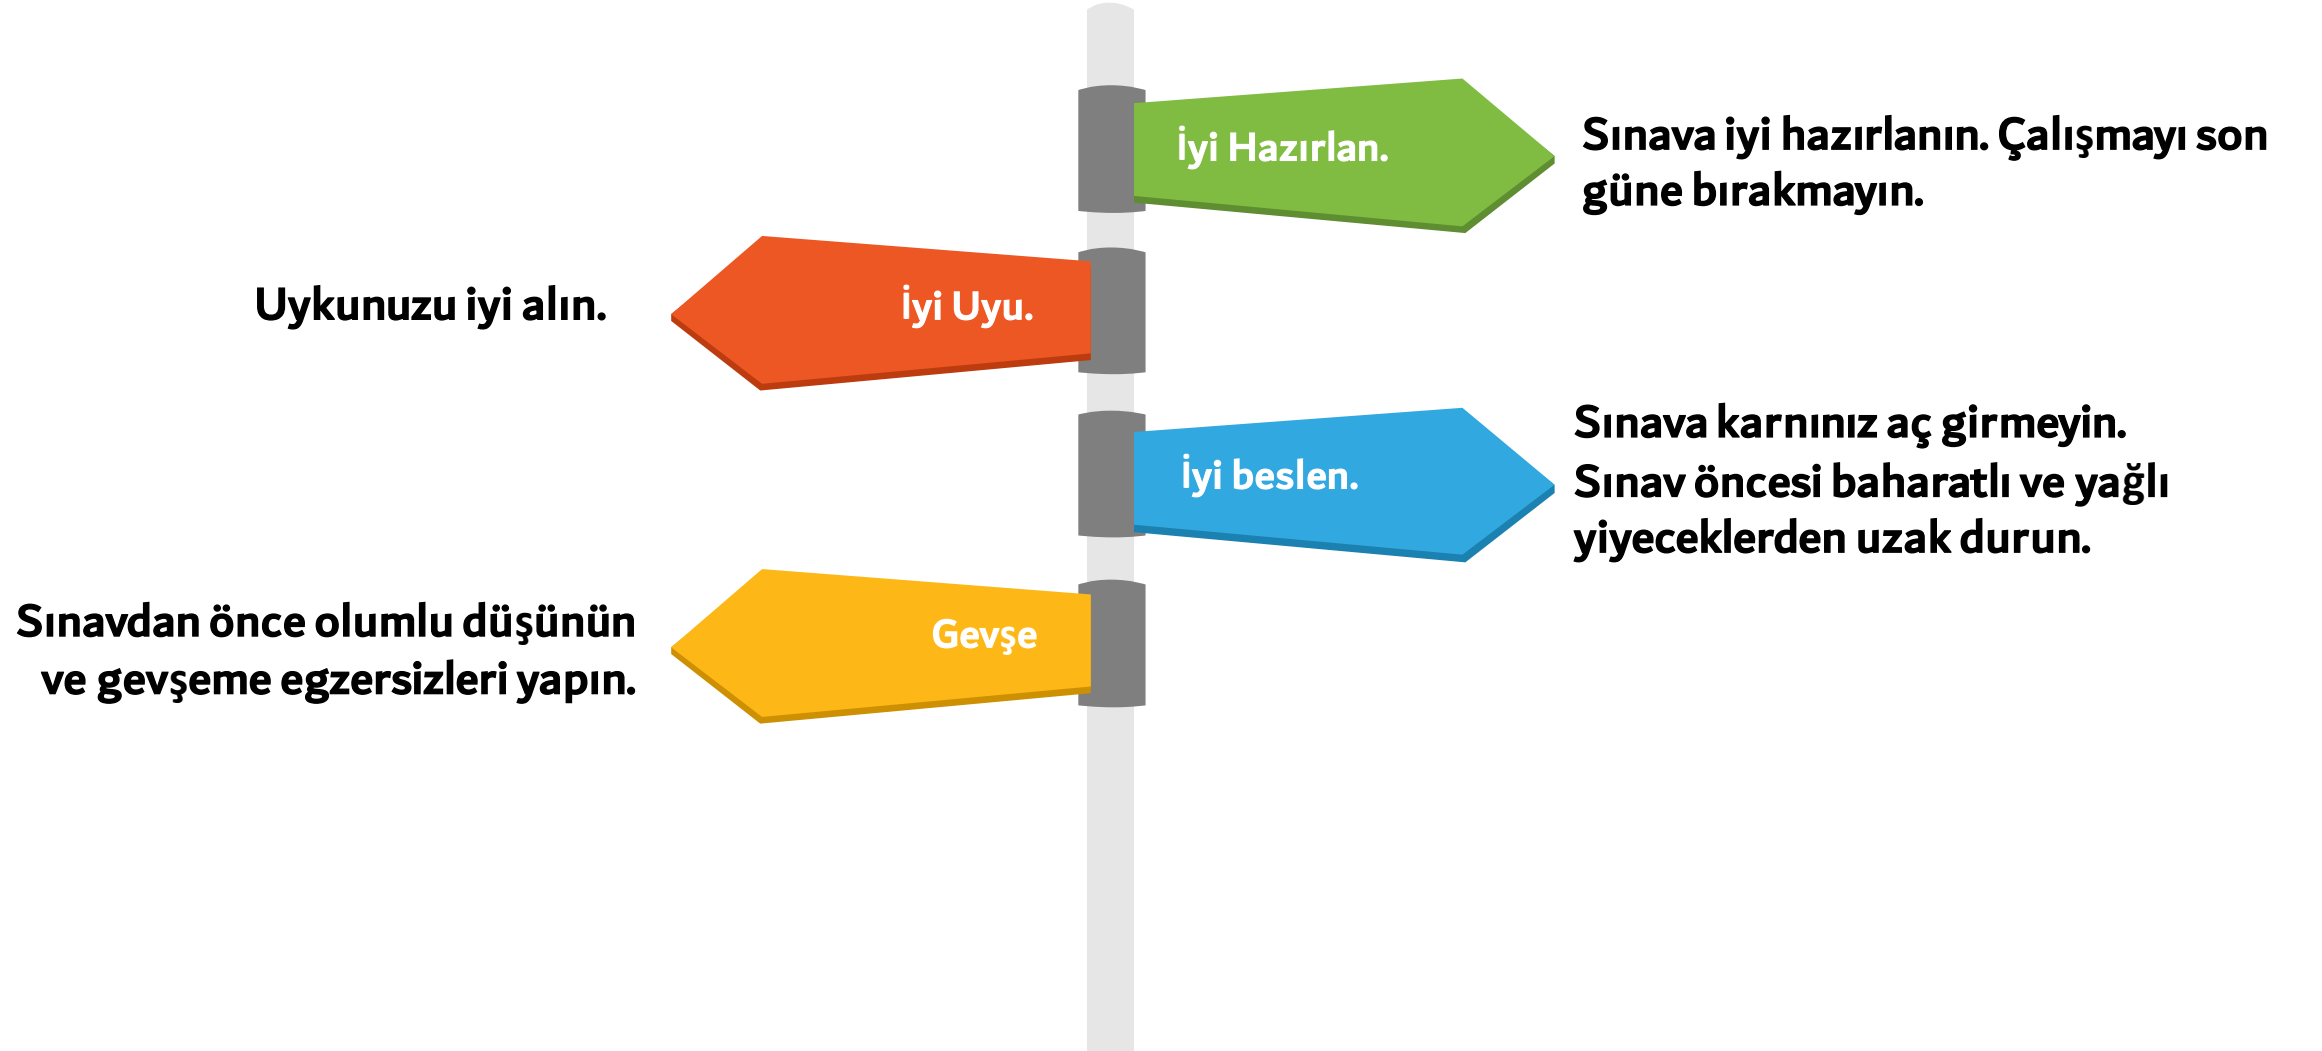 İyi Hazırlan.
Sınava iyi hazırlanın. Çalışmayı son
güne bırakmayın.
Uykunuzu iyi alın.
İyi Uyu.
İyi beslen.
Sınava karnınız aç girmeyin.
Sınav öncesi baharatlı ve yağlı
yiyeceklerden uzak durun.
Sınavdan önce olumlu düşünün
ve gevşeme egzersizleri yapın.
Gevşe